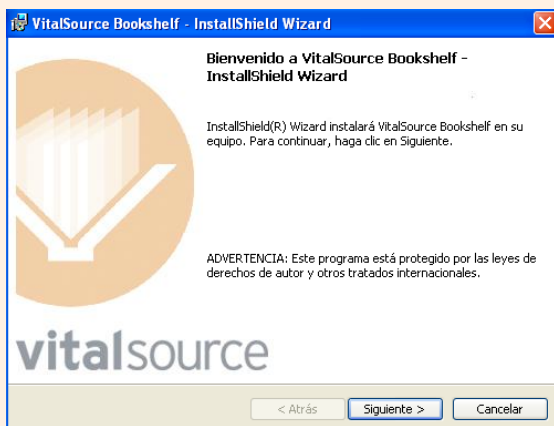 VitalSource Bookshelf - InstallShield Wizard
Bienvenido a VitalSource Bookshelf -
InstallShield Wizard
InstallShield(R) Wizard instalará VitalSource Bookshelf en su
equipo. Para continuar, haga clic en Siguiente.
ADVERTENCIA: Este programa está protegido por las leyes de
derechos de autor y otros tratados internacionales.
vitalsource
< Atrás Siguiente > Cancelar